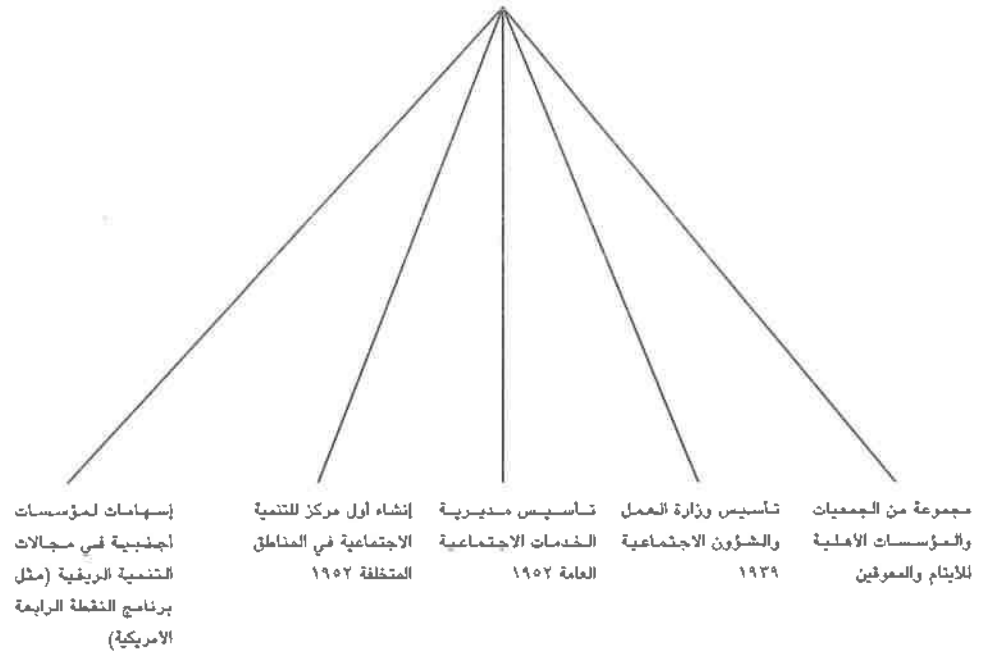 مجموعة من الجمعيات
والمؤسسات الأهلية
للأيتام والمعوقين
تأسيس وزارة العمل
والشؤون الاجتماعية
١٩٣٩
تأسيس مديرية
الخدمات الاجتماعية
العامة ١٩٥٢
إنشاء أول مركز للتنمية
الاجتماعية في المناطق
المتخلفة ١٩٥٢
إسهامات لمؤسسات
أجنبية في مجالات
التنمية الريفية (مثل
برنامج النقطة الرابعة
الأمريكية)